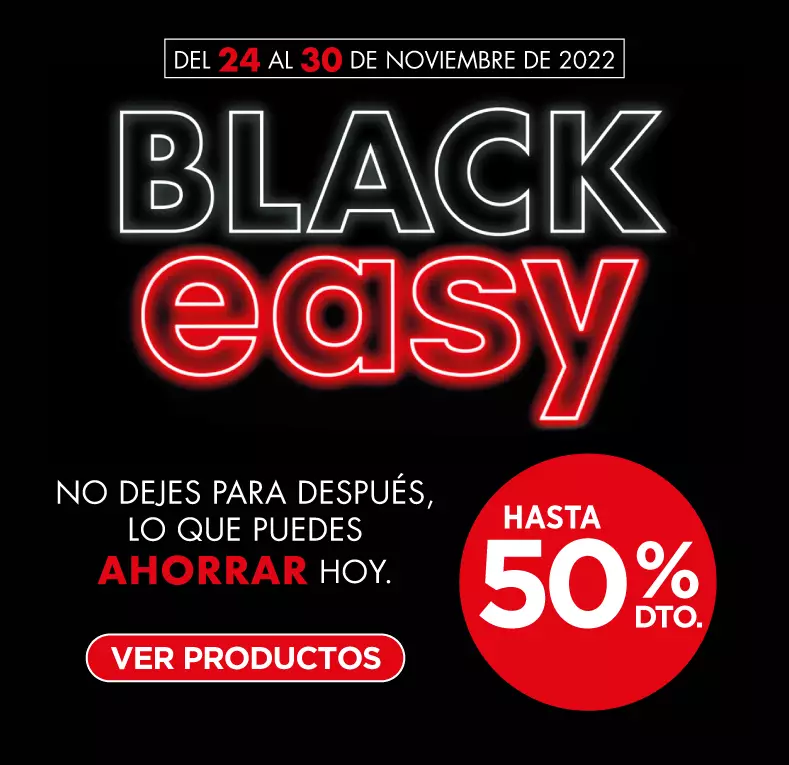 DEL 24 AL 30 DE NOVIEMBRE DE 2022
BLACK
easy
NO DEJES PARA DESPUÉS,
LO QUE PUEDES
AHORRAR HOY.
VER PRODUCTOS
HASTA
50%
DTO.